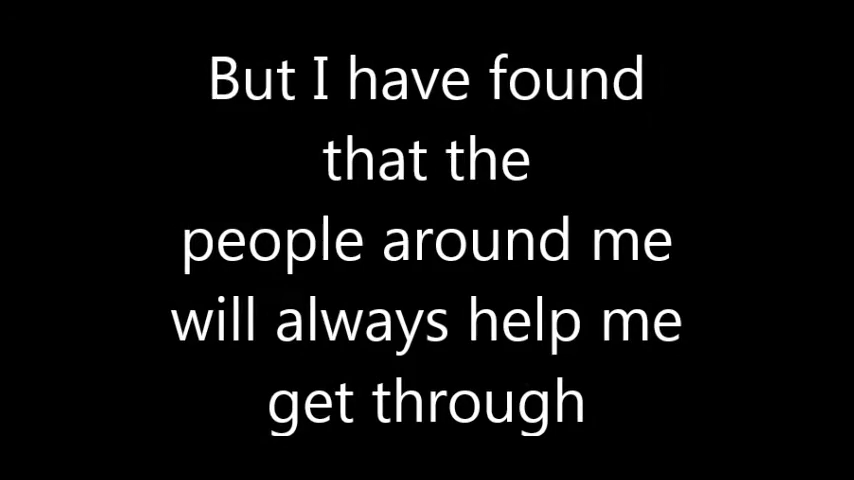 But I have found
that the
people around me
will always help me
get through